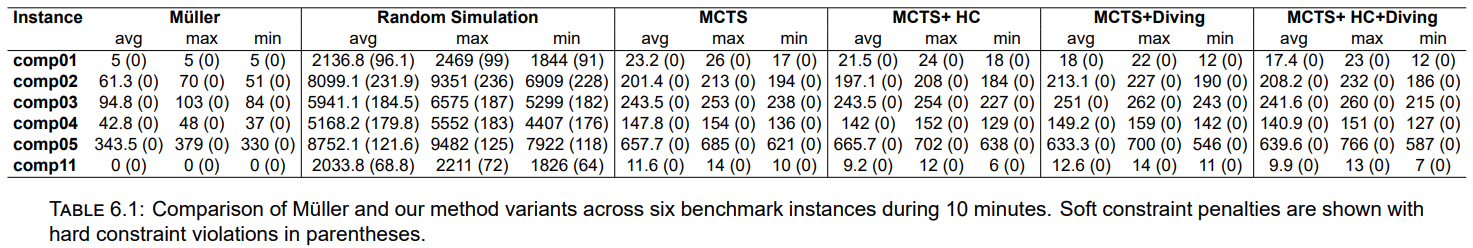 Instance Müller Random Simulation MCTS MCTS+ HC MCTS+Diving MCTS+ HC+Diving
avg max min avg max min avg max min avg max min avg max min avg max min
comp01 5 (0) 5 (0) 5 (0) 2136.8 (96.1) 2469 (99) 1844 (91) 23.2 (0) 26 (0) 17 (0) 21.5 (0) 24 (0) 18 (0) 18 (0) 22 (0) 12 (0) 17.4 (0) 23 (0) 12 (0)
comp02 61.3 (0) 70 (0) 51 (0) 8099.1 (231.9) 9351 (236) 6909 (228) 201.4 (0) 213 (0) 194 (0) 197.1 (0) 208 (0) 184 (0) 213.1 (0) 227 (0) 190 (0) 208.2 (0) 232 (0) 186 (0)
comp03 94.8 (0) 103 (0) 84 (0) 5941.1 (184.5) 6575 (187) 5299 (182) 243.5 (0) 253 (0) 238 (0) 243.5 (0) 254 (0) 227 (0) 251 (0) 262 (0) 243 (0) 241.6 (0) 260 (0) 215 (0)
comp04 42.8 (0) 48 (0) 37 (0) 5168.2 (179.8) 5552 (183) 4407 (176) 147.8 (0) 154 (0) 136 (0) 142 (0) 152 (0) 129 (0) 149.2 (0) 159 (0) 142 (0) 140.9 (0) 151 (0) 127 (0)
comp05 343.5 (0) 379 (0) 330 (0) 8752.1 (121.6) 9482 (125) 7922 (118) 657.7 (0) 685 (0) 621 (0) 665.7 (0) 702 (0) 638 (0) 633.3 (0) 700 (0) 546 (0) 639.6 (0) 766 (0) 587 (0)
comp11 0 (0) 0 (0) 0 (0) 2033.8 (68.8) 2211 (72) 1826 (64) 11.6 (0) 14 (0) 10 (0) 9.2 (0) 12 (0) 6 (0) 12.6 (0) 14 (0) 11 (0) 9.9 (0) 13 (0) 7 (0)
TABLE 6.1: Comparison of Müller and our method variants across six benchmark instances during 10 minutes. Soft constraint penalties are shown with
hard constraint violations in parentheses.